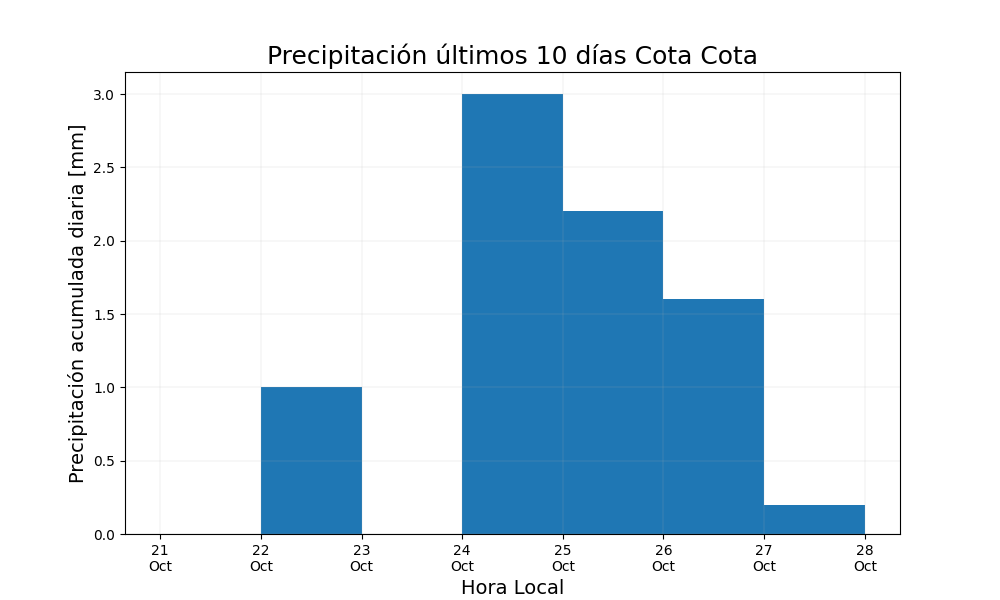 Precipitación últimos 10 días Cota Cota
Precipitación acumulada diaria [mm]
3.0
2.5
2.0
1.5
1.0
0.5
0.0
21 22 23 24 25 26 27 28
Oct Oct Oct Oct Oct Oct Oct Oct
Hora Local